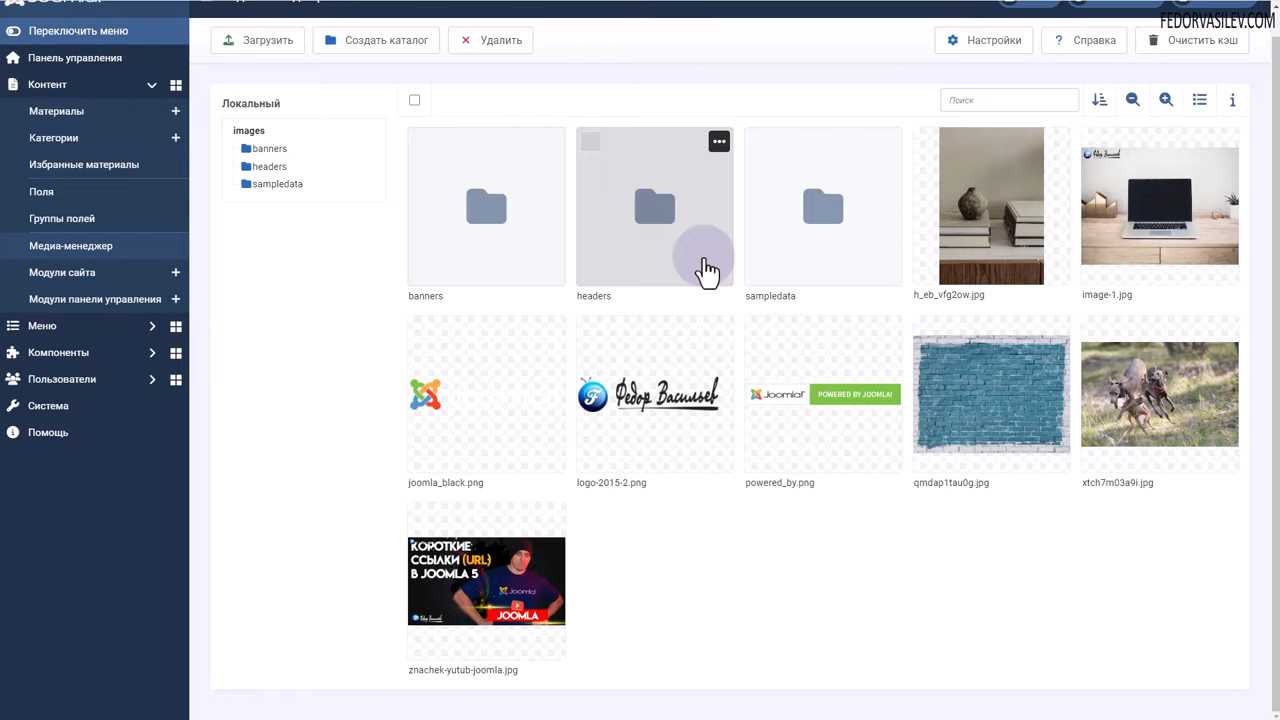 FEDORVASILEV.COM
Переключить меню
Панель управления
Контент
Материалы
Категории
Избранные материалы
Поля
Группы полей
Медиа-менеджер
Модули сайта
Модули панели управления
Меню
Компоненты
Пользователи
Система
Помощь
Загрузить
Создать каталог
Удалить
Настройки
Справка
Очистить кэш
Локальный
images
banners
headers
sampledata
Поиск
banners
headers
sampledata
h_eb_vfg2ow.jpg
image-1.jpg
Федор Васильев
Joomla!
POWERED BY JOOMLA!
joomla_black.png
logo-2015-2.png
powered_by.png
qmdap1tau0g.jpg
xtch7m03a9i.jpg
КОРОТКИЕ
ССЫЛКИ (URL)
В JOOMLA 5
Joomla!
JOOMLA
znachek-yutub-joomla.jpg